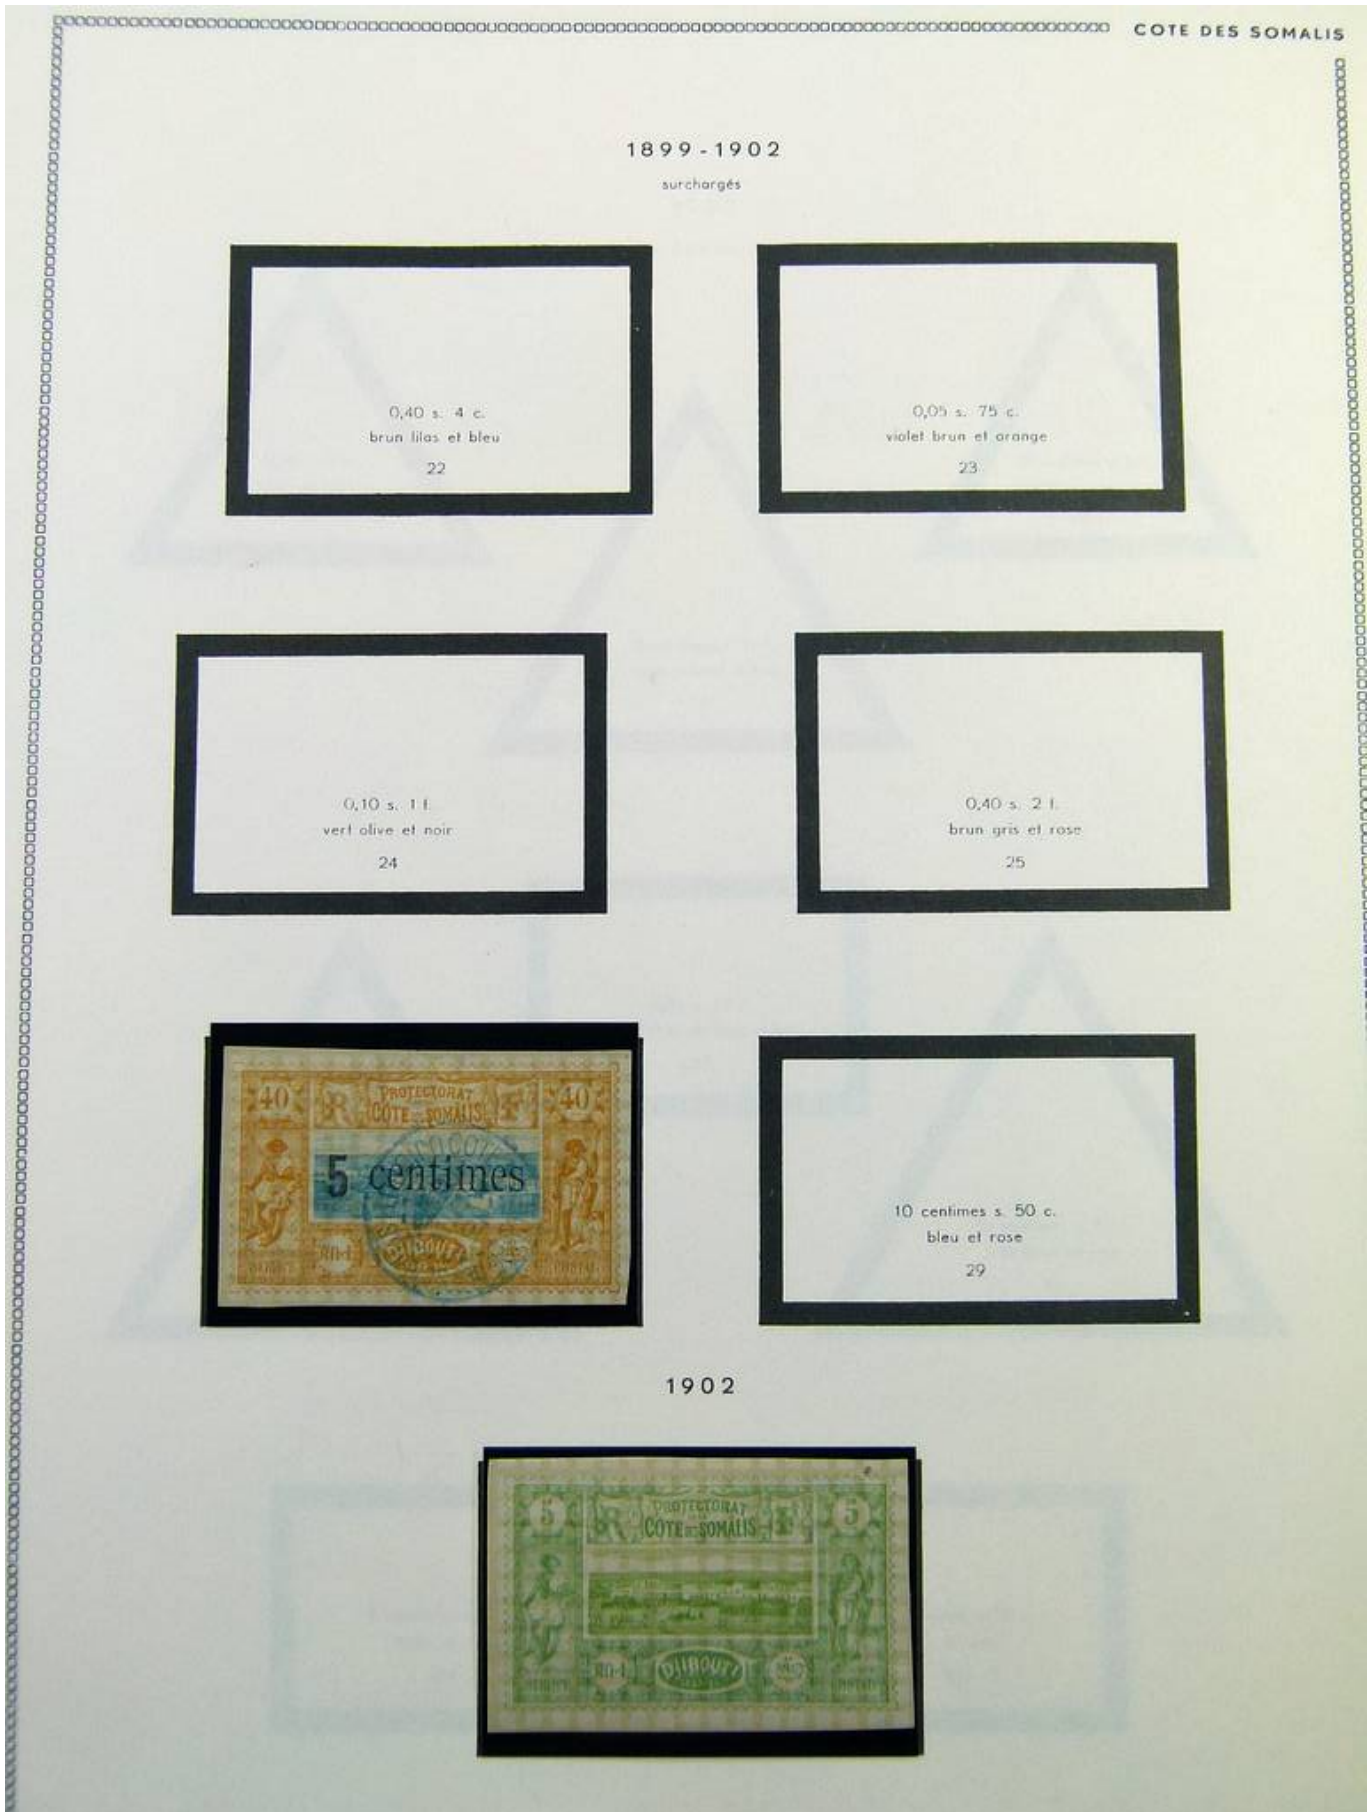 COTE DES SOMALIS
1899-1902
surchargés
0,40 s. 4 c.
brun lilas et bleu
22
0,05 s. 75 c.
violet brun et orange
23
0,10 s. 1 f.
vert olive et noir
24
0,40 s. 2 f.
brun gris et rose
25
40 R PROTECTORAT F 40
CÔTE DES SOMALIS
5 centimes
DJIBOUTI
10 centimes s. 50 c.
bleu et rose
29
1902
5 R PROTECTORAT F 5
CÔTE DES SOMALIS
DJIBOUTI